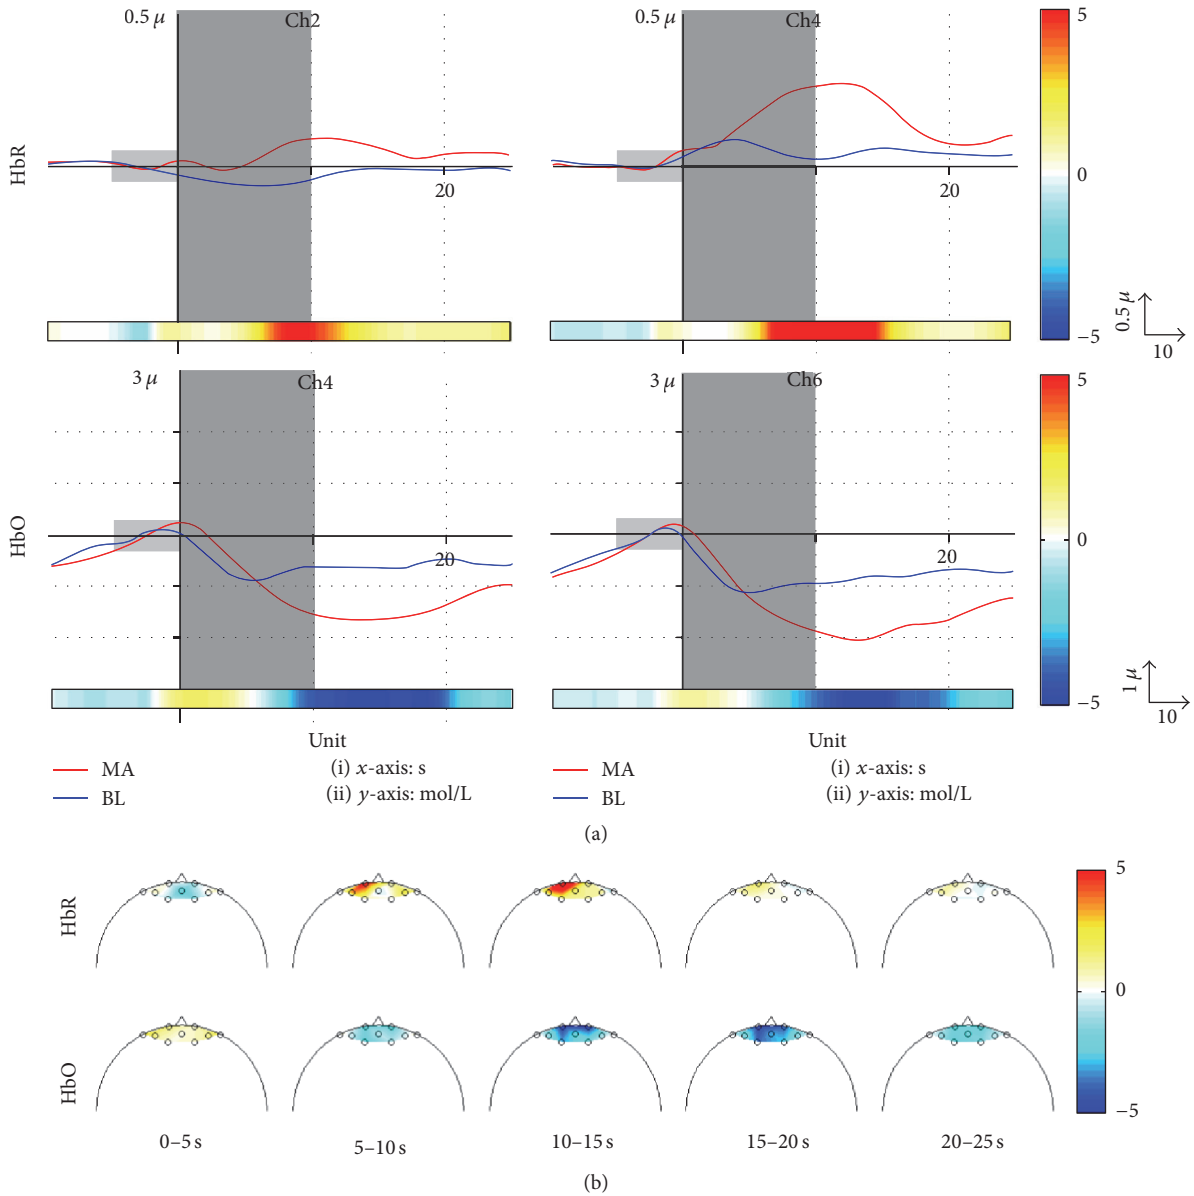 0.5 μ
Ch2
0.5 μ
Ch4
5
HbR
20
20
0
0.5 μ
10
−5
3 μ
Ch4
3 μ
Ch6
5
HbO
20
20
0
1 μ
10
−5
Unit
Unit
MA
(i) x-axis: s
MA
(i) x-axis: s
BL
(ii) y-axis: mol/L
BL
(ii) y-axis: mol/L
(a)
HbR
5
0
HbO
−5
0–5 s
5–10 s
10–15 s
15–20 s
20–25 s
(b)